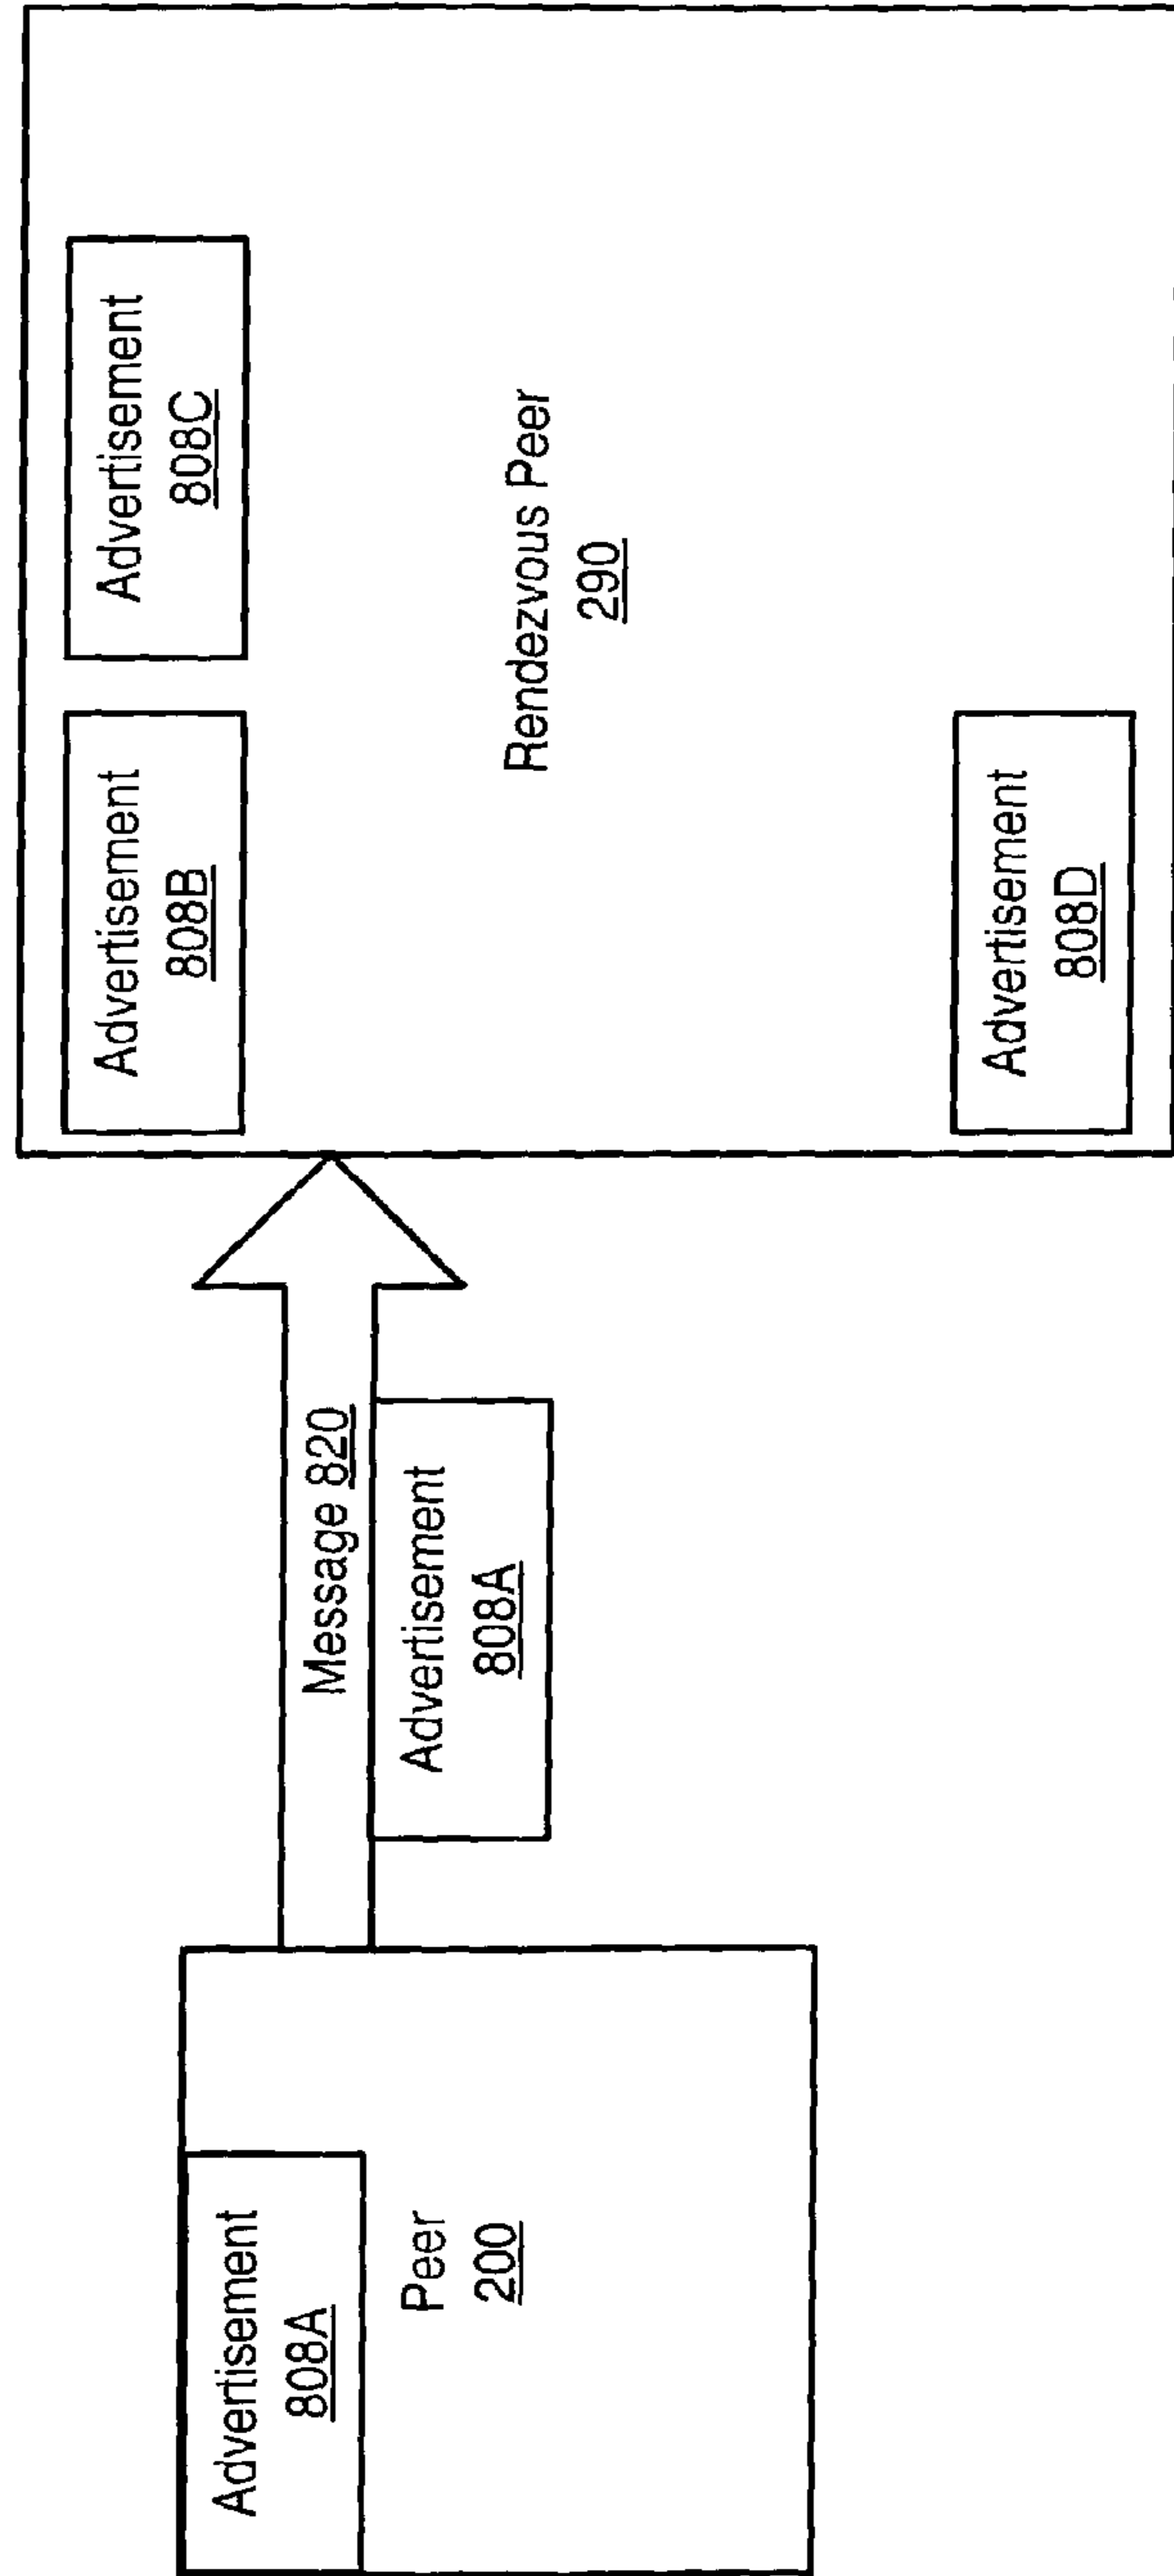 Advertisement
808A
Peer
200
Message 820
Advertisement
808A
Advertisement
808B
Advertisement
808C
Rendezvous Peer
290
Advertisement
808D